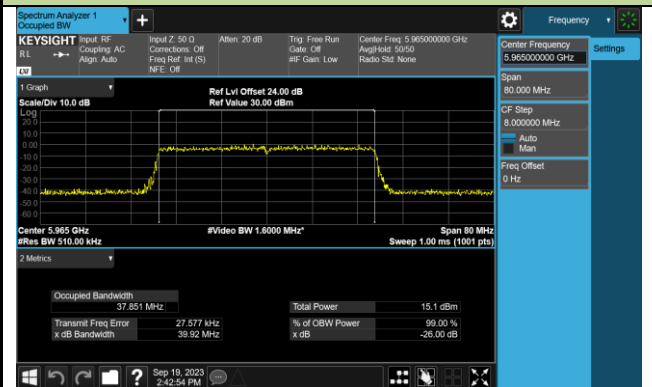 Spectrum Analyzer 1
Occupied BW
Frequency
KEYSIGHT
Input: RF
Coupling: AC
Align: Auto
Input Z: 50 Ω
Corrections: Off
Freq Ref: Int (S)
NFE: Off
Atten: 20 dB
Trig: Free Run
Gate: Off
#IF Gain: Low
Center Freq: 5.965000000 GHz
Avg|Hold: 50/50
Radio Std: None
RL
LXI
Center Frequency
5.965000000 GHz
Settings
Span
80.000 MHz
CF Step
8.000000 MHz
Auto
Man
Freq Offset
0 Hz
1 Graph
Scale/Div 10.0 dB
Ref Lvl Offset 24.00 dB
Ref Value 30.00 dBm
Log
20.0
10.0
0.00
-10.0
-20.0
-30.0
-40.0
-50.0
-60.0
Center 5.965 GHz
#Res BW 510.00 kHz
#Video BW 1.6000 MHz*
Span 80 MHz
Sweep 1.00 ms (1001 pts)
2 Metrics
Occupied Bandwidth
37.851 MHz
Total Power 15.1 dBm
Transmit Freq Error 27.577 kHz
% of OBW Power 99.00 %
x dB Bandwidth 39.92 MHz
x dB -26.00 dB
?
Sep 19, 2023
2:42:54 PM